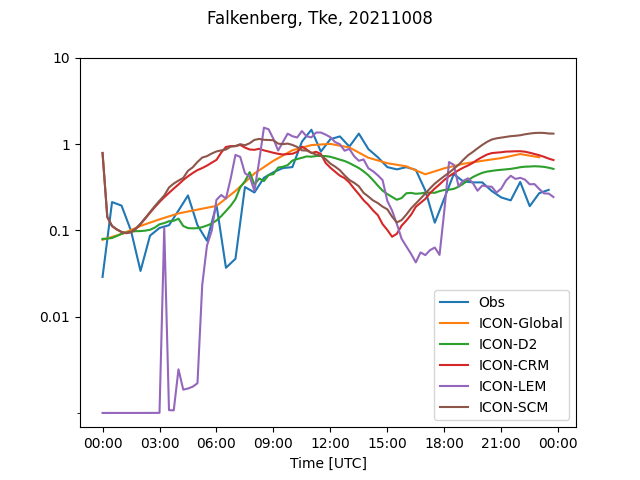 Falkenberg, Tke, 20211008
10
1
0.1
0.01
Obs
ICON-Global
ICON-D2
ICON-CRM
ICON-LEM
ICON-SCM
00:00 03:00 06:00 09:00 12:00 15:00 18:00 21:00 00:00
Time [UTC]